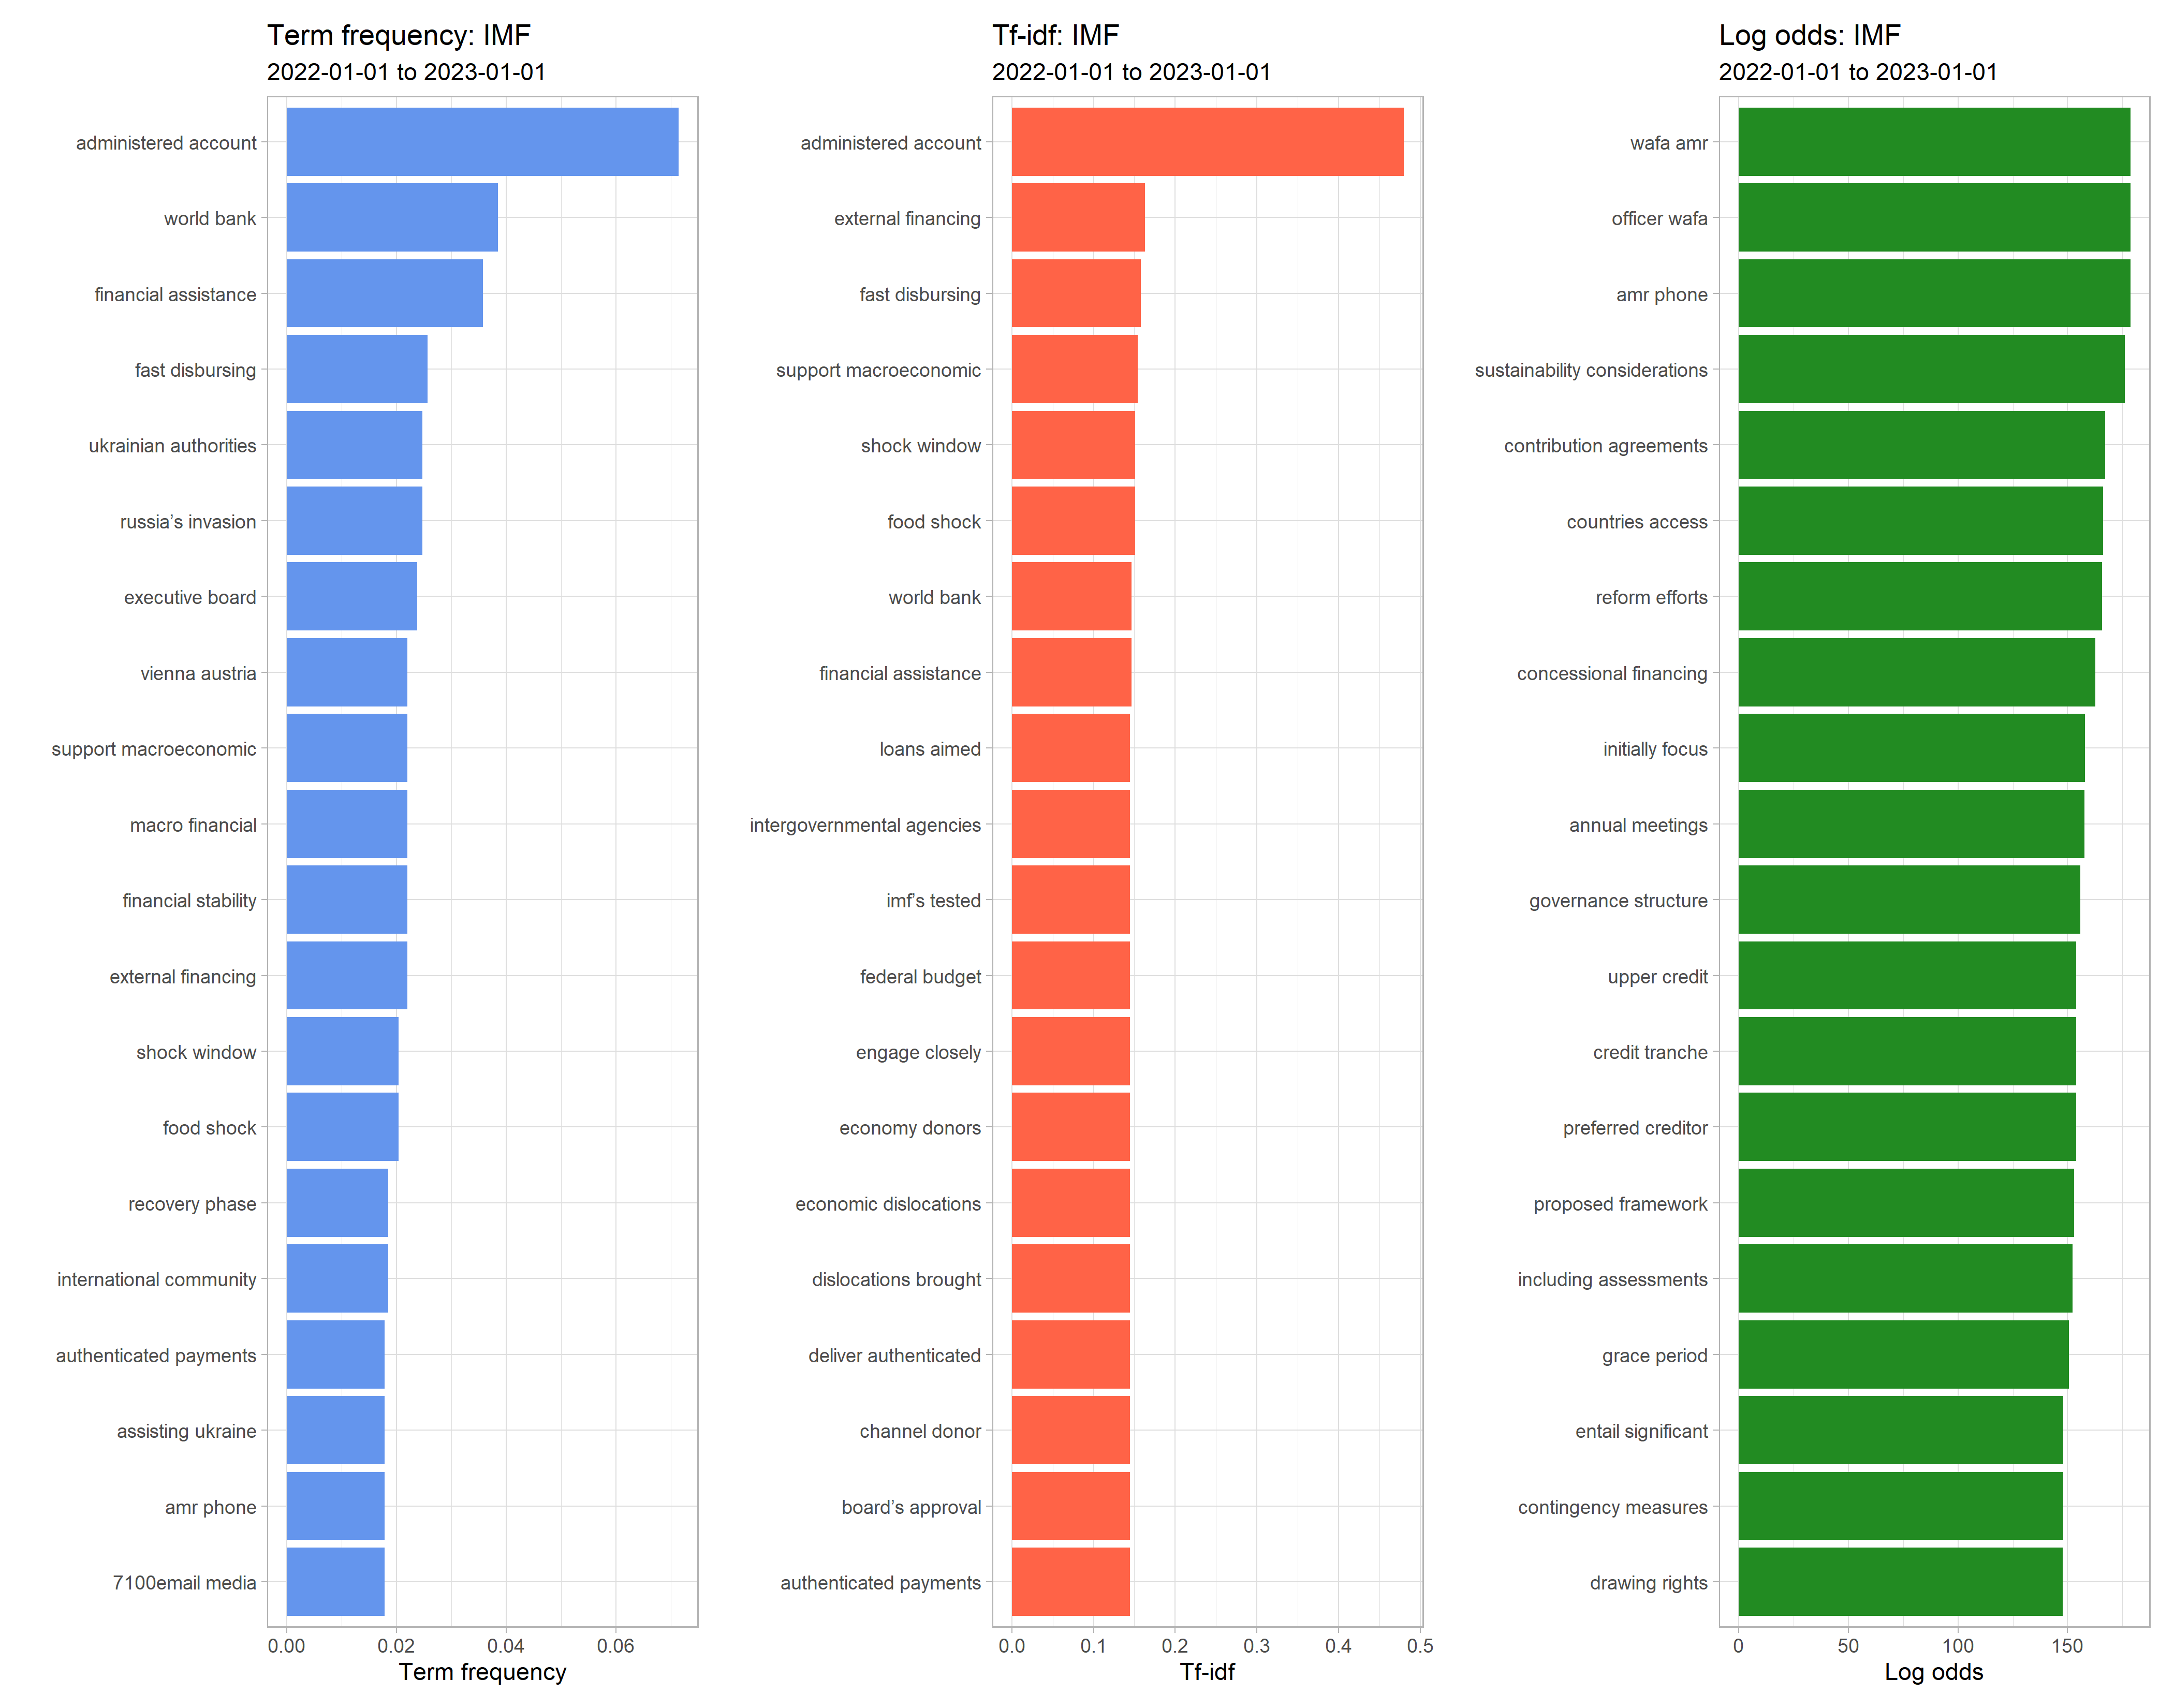 Term frequency: IMF
2022-01-01 to 2023-01-01
administered account
world bank
financial assistance
fast disbursing
ukrainian authorities
russia’s invasion
executive board
vienna austria
support macroeconomic
macro financial
financial stability
external financing
shock window
food shock
recovery phase
international community
authenticated payments
assisting ukraine
amr phone
7100email media
0.00 0.02 0.04 0.06
Term frequency
Tf-idf: IMF
2022-01-01 to 2023-01-01
administered account
external financing
fast disbursing
support macroeconomic
shock window
food shock
world bank
financial assistance
loans aimed
intergovernmental agencies
imf’s tested
federal budget
engage closely
economy donors
economic dislocations
dislocations brought
deliver authenticated
channel donor
board’s approval
authenticated payments
0.0 0.1 0.2 0.3 0.4 0.5
Tf-idf
Log odds: IMF
2022-01-01 to 2023-01-01
wafa amr
officer wafa
amr phone
sustainability considerations
contribution agreements
countries access
reform efforts
concessional financing
initially focus
annual meetings
governance structure
upper credit
credit tranche
preferred creditor
proposed framework
including assessments
grace period
entail significant
contingency measures
drawing rights
0 50 100 150
Log odds